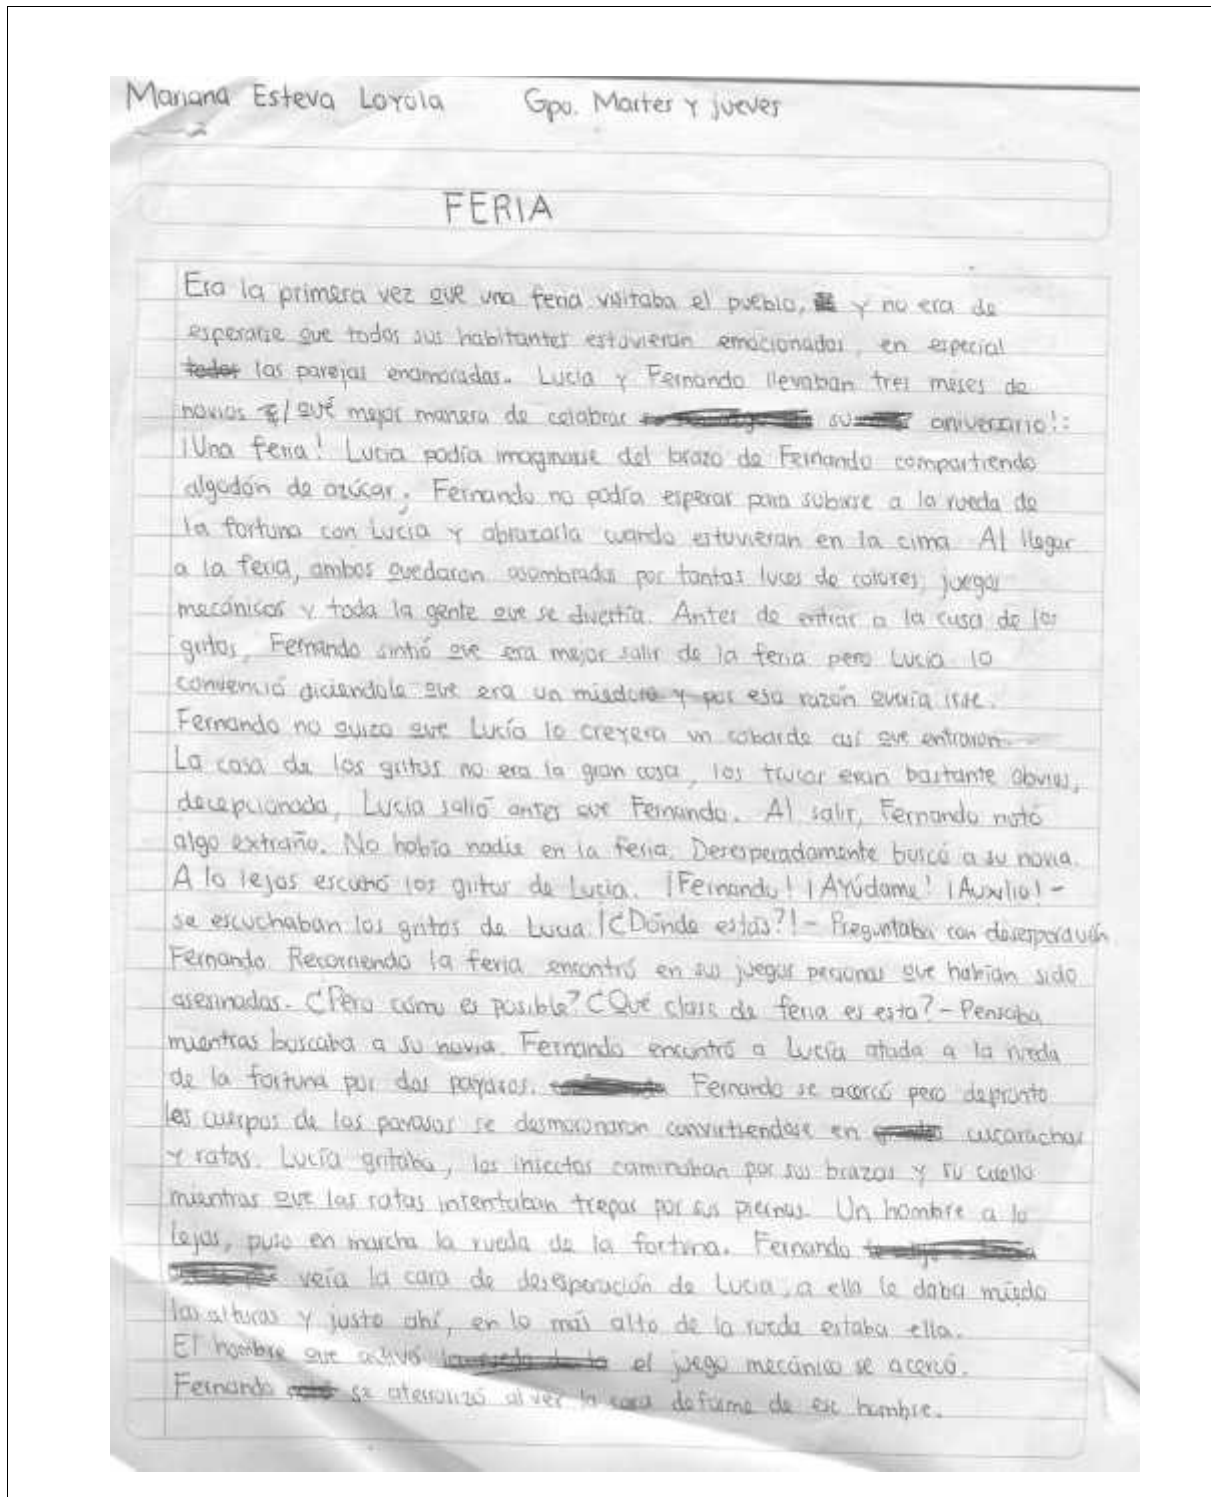 Mariana Esteva Loyola Gpo. Martes y jueves
FERIA
Era la primera vez que una feria visitaba el pueblo, y no era de
esperarse que todos sus habitantes estuvieran emocionados, en especial
todos las parejas enamoradas. Lucía y Fernando llevaban tres meses de
novios ¡qué mejor manera de celabrar su aniversario!:
¡Una feria! Lucía podía imaginarse del brazo de Fernando compartiendo
algodón de azúcar; Fernando no podía esperar para subirse a la rueda de
la fortuna con Lucía y abrazarla cuando estuvieran en la cima. Al llegar
a la feria, ambos quedaron asombrados por tantas luces de colores, juegos
mecánicos y toda la gente que se divertía. Antes de entrar a la casa de los
gritos, Fernando sintió que era mejor salir de la feria pero Lucía lo
convenció diciendole que era un miedoso y por esa razón quería irse.
Fernando no quizo que Lucía lo creyera un cobarde así que entraron.
La casa de los gritos no era la gran cosa, los trucos eran bastante obvios,
decepcionada, Lucía salió antes que Fernando. Al salir, Fernando notó
algo extraño. No había nadie en la feria. Desesperadamente buscó a su novia.
A lo lejos escuchó los gritos de Lucía. ¡Fernando! ¡Ayúdame! ¡Auxilio! -
se escuchaban los gritos de Lucía. ¡¿Dónde estás?! - Preguntaba con desesperación
Fernando. Recorriendo la feria encontró en sus juegos personas que habían sido
asesinadas. ¿Pero cómo es posible? ¿Qué clase de feria es esta? - Pensaba
mientras buscaba a su novia. Fernando encontró a Lucía atada a la rueda
de la fortuna por dos payasos. Fernando se acercó pero depronto
los cuerpos de los payasos se desmoronaron convirtiendose en cucarachas
y ratas. Lucía gritaba, los insectos caminaban por sus brazos y su cuello
mientras que las ratas intentaban trepar por sus piernas. Un hombre a lo
lejos, puso en marcha la rueda de la fortuna. Fernando
veía la cara de desesperación de Lucía, a ella le daba miedo
las alturas y justo ahí, en lo más alto de la rueda estaba ella.
El hombre que activó la rueda de la el juego mecánico se acercó.
Fernando se aterrorizó al ver la cara deforme de ese hombre.